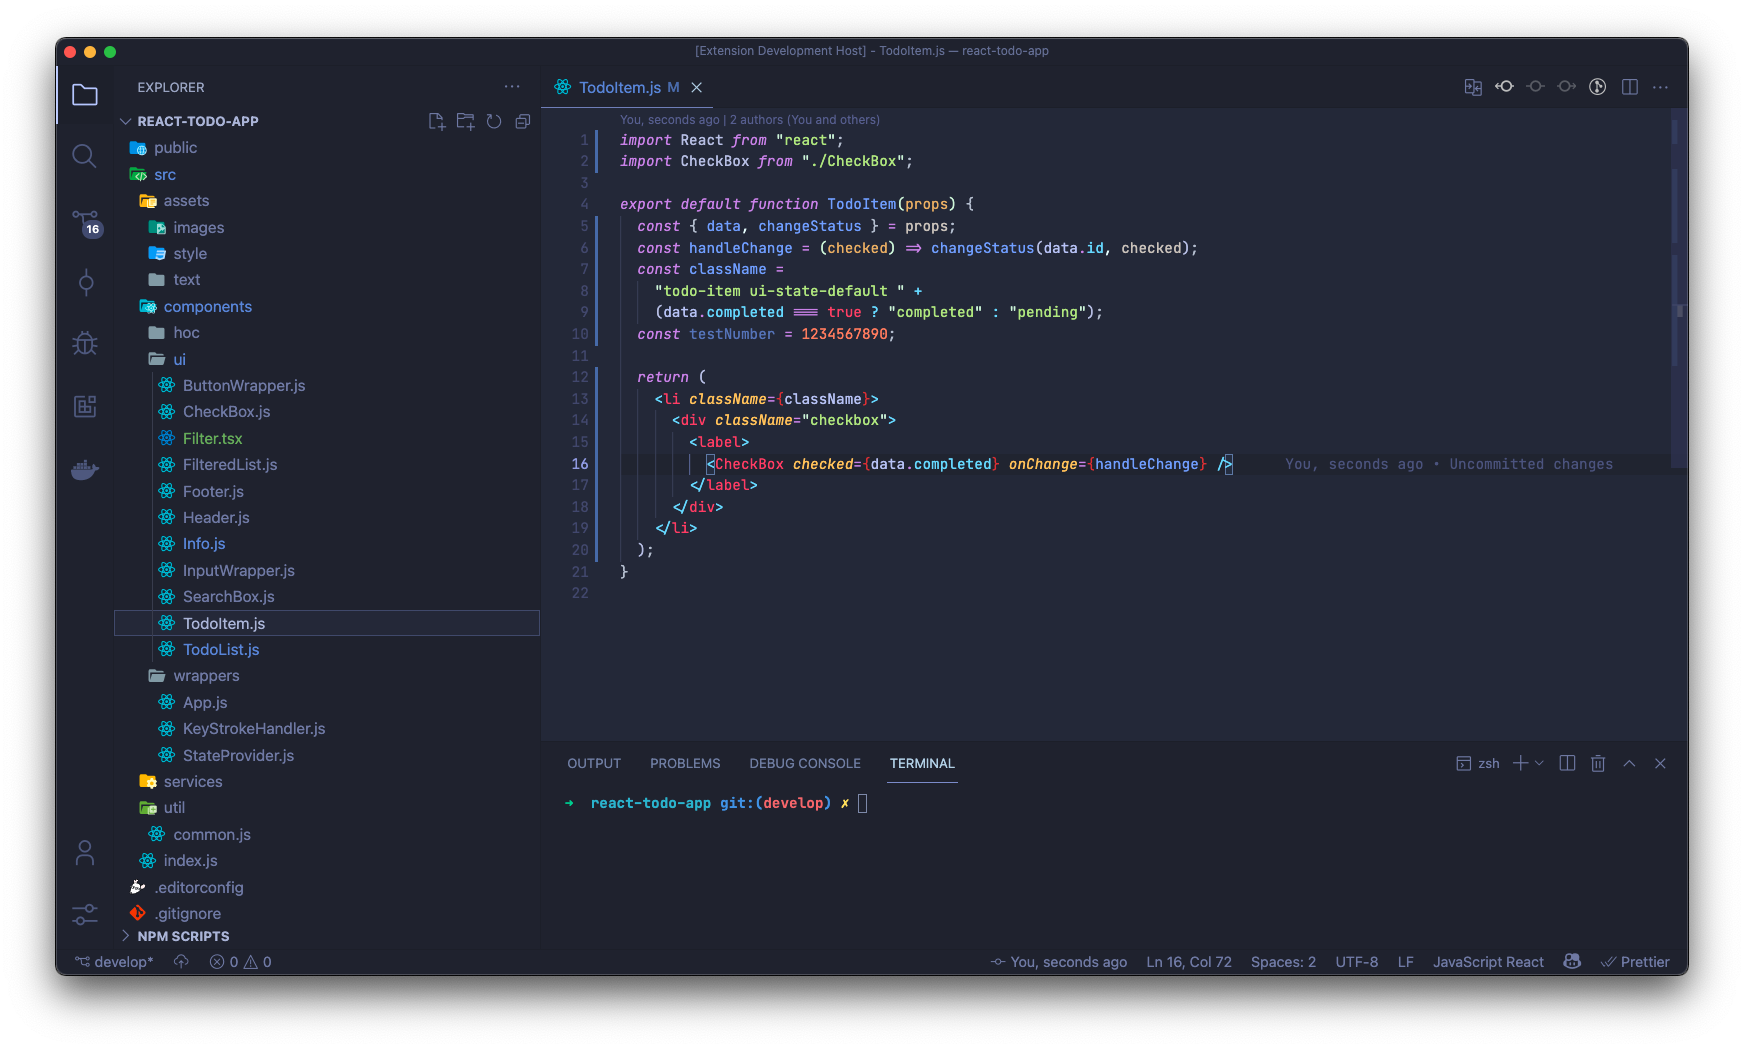 [Extension Development Host] - TodoItem.js — react-todo-app
EXPLORER
REACT-TODO-APP
public
src
assets
images
style
text
components
hoc
ui
ButtonWrapper.js
CheckBox.js
Filter.tsx
FilteredList.js
Footer.js
Header.js
Info.js
InputWrapper.js
SearchBox.js
TodoItem.js
TodoList.js
wrappers
App.js
KeyStrokeHandler.js
StateProvider.js
services
util
common.js
index.js
.editorconfig
.gitignore
NPM SCRIPTS
16
TodoItem.js M
You, seconds ago | 2 authors (You and others)
1 import React from "react";
2 import CheckBox from "./CheckBox";
3
4 export default function TodoItem(props) {
5 const { data, changeStatus } = props;
6 const handleChange = (checked) => changeStatus(data.id, checked);
7 const className =
8 "todo-item ui-state-default " +
9 (data.completed === true ? "completed" : "pending");
10 const testNumber = 1234567890;
11
12 return (
13 <li className={className}>
14 <div className="checkbox">
15 <label>
16 <CheckBox checked={data.completed} onChange={handleChange} /> You, seconds ago • Uncommitted changes
17 </label>
18 </div>
19 </li>
20 );
21 }
22
OUTPUT PROBLEMS DEBUG CONSOLE TERMINAL
zsh
→ react-todo-app git:(develop) ✗
develop* 0 0
You, seconds ago Ln 16, Col 72 Spaces: 2 UTF-8 LF JavaScript React Prettier